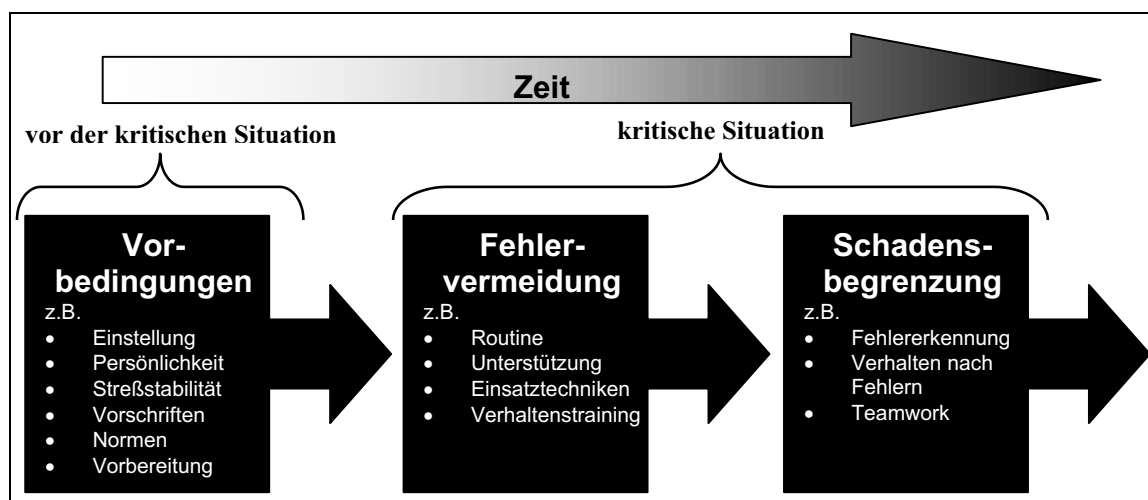 Zeit
vor der kritischen Situation
kritische Situation
Vor-
bedingungen
z.B.
• Einstellung
• Persönlichkeit
• Streßstabilität
• Vorschriften
• Normen
• Vorbereitung
Fehler-
vermeidung
z.B.
• Routine
• Unterstützung
• Einsatztechniken
• Verhaltenstraining
Schadens-
begrenzung
z.B.
• Fehlererkennung
• Verhalten nach
Fehlern
• Teamwork